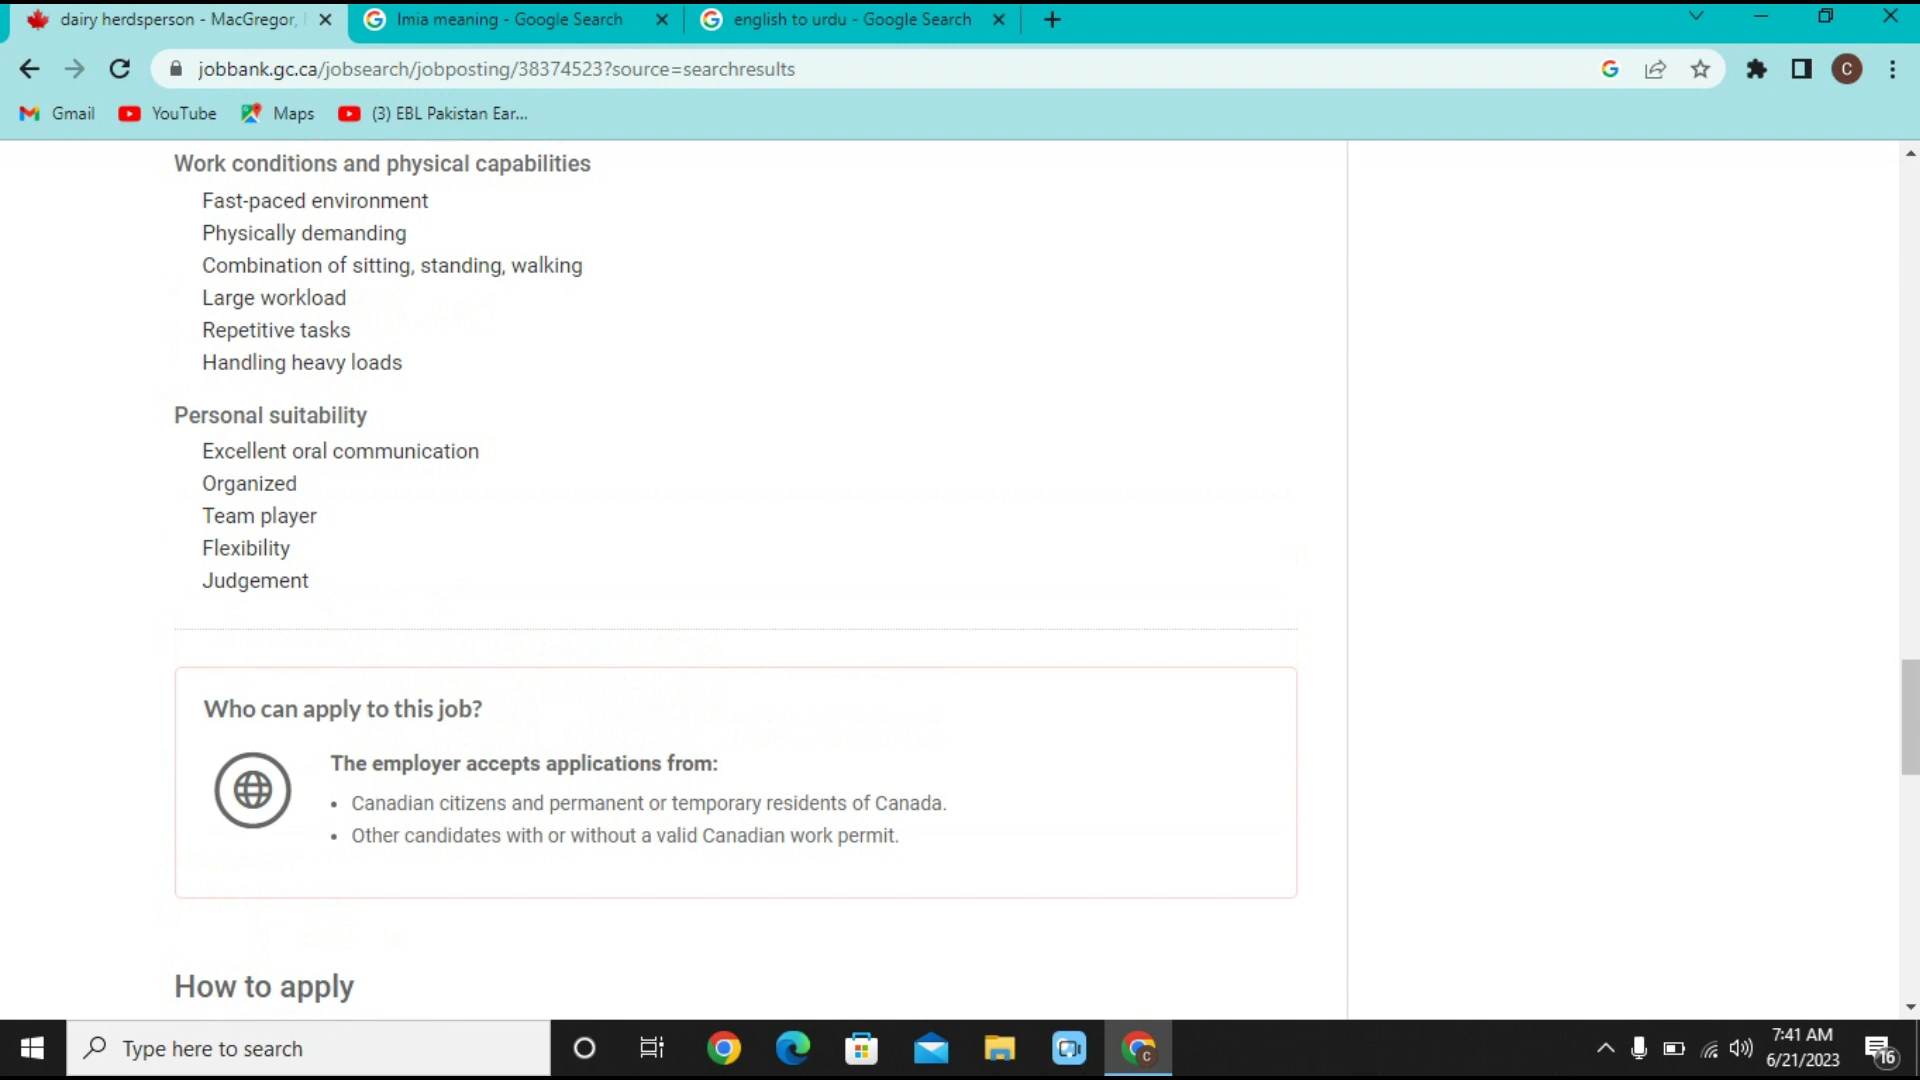 dairy herdsperson - MacGregor,
lmia meaning - Google Search
english to urdu - Google Search
jobbank.gc.ca/jobsearch/jobposting/38374523?source=searchresults
C
Gmail
YouTube
Maps
(3) EBL Pakistan Ear...
Work conditions and physical capabilities
Fast-paced environment
Physically demanding
Combination of sitting, standing, walking
Large workload
Repetitive tasks
Handling heavy loads
Personal suitability
Excellent oral communication
Organized
Team player
Flexibility
Judgement
Who can apply to this job?
The employer accepts applications from:
• Canadian citizens and permanent or temporary residents of Canada.
• Other candidates with or without a valid Canadian work permit.
How to apply
Type here to search
C
7:41 AM
6/21/2023
16